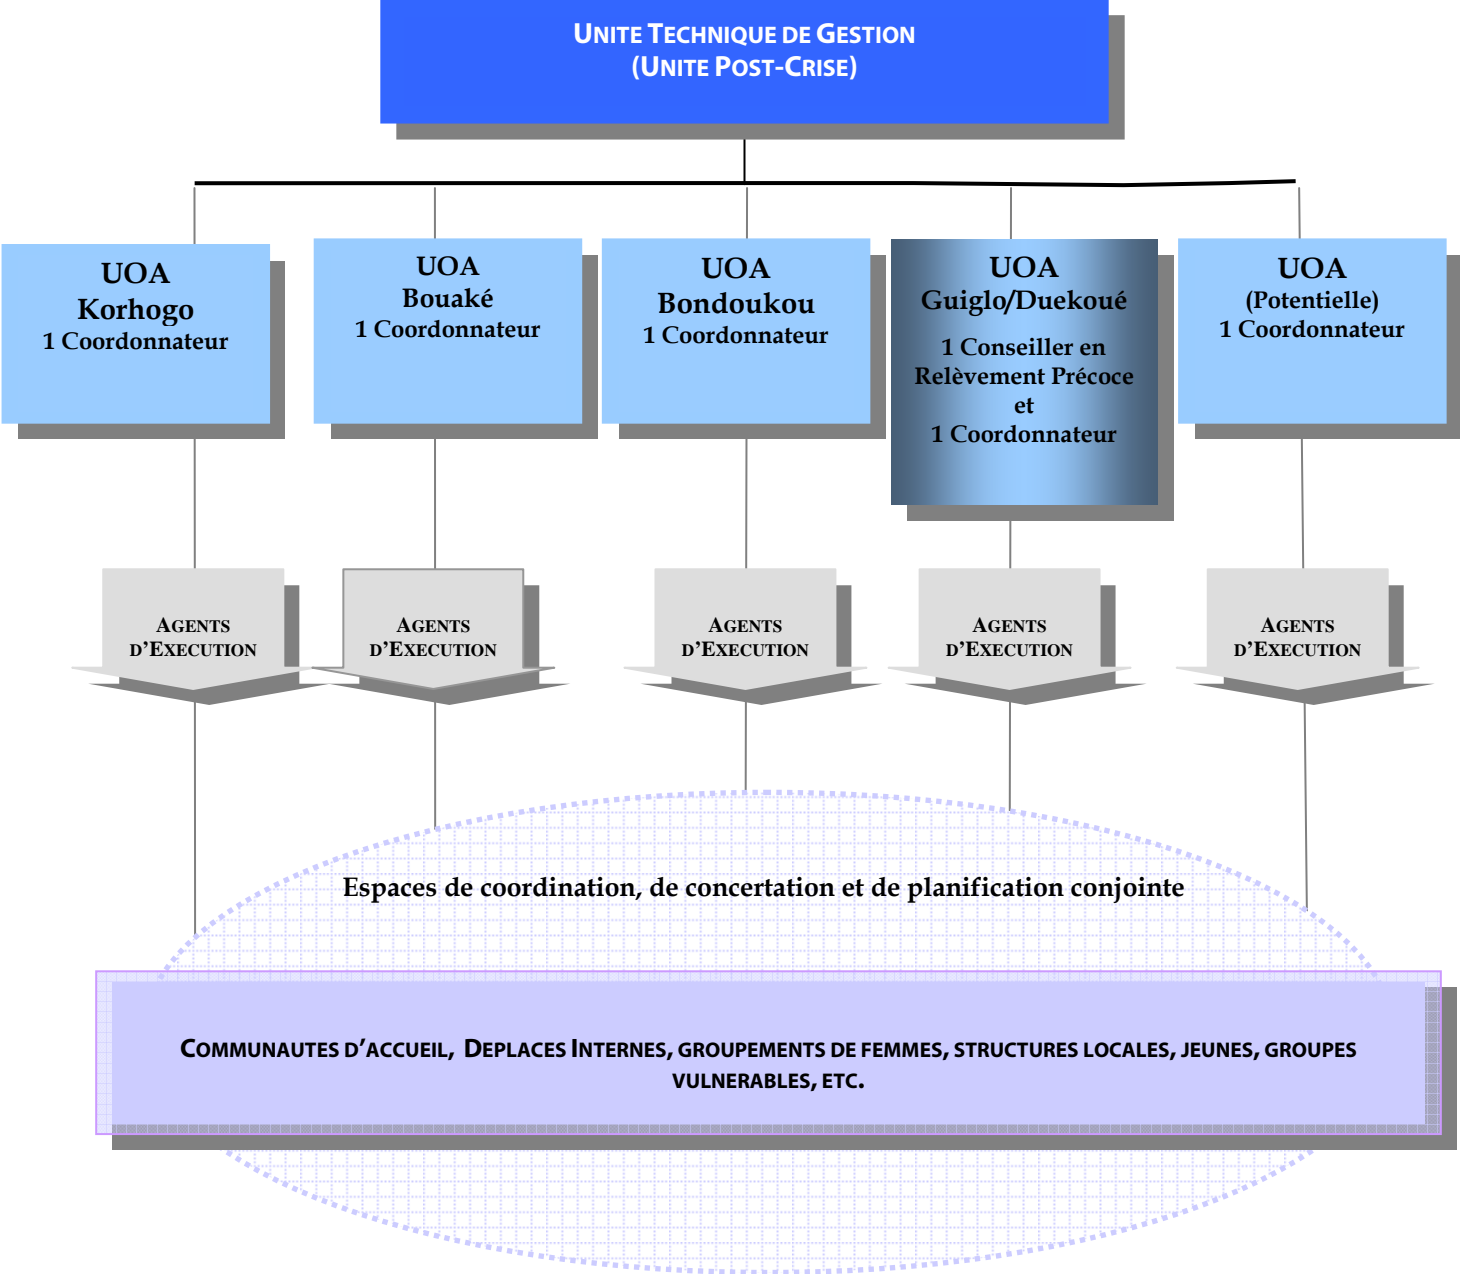 UNITE TECHNIQUE DE GESTION
(UNITE POST-CRISE)
UOA
Korhogo
1 Coordonnateur
UOA
Bouaké
1 Coordonnateur
UOA
Bondoukou
1 Coordonnateur
UOA
Guiglo/Duekoué
1 Conseiller en
Relèvement Précoce
et
1 Coordonnateur
UOA
(Potentielle)
1 Coordonnateur
AGENTS
D'EXECUTION
AGENTS
D'EXECUTION
AGENTS
D'EXECUTION
AGENTS
D'EXECUTION
AGENTS
D'EXECUTION
Espaces de coordination, de concertation et de planification conjointe
COMMUNAUTES D'ACCUEIL, DEPLACES INTERNES, GROUPEMENTS DE FEMMES, STRUCTURES LOCALES, JEUNES, GROUPES
VULNERABLES, ETC.